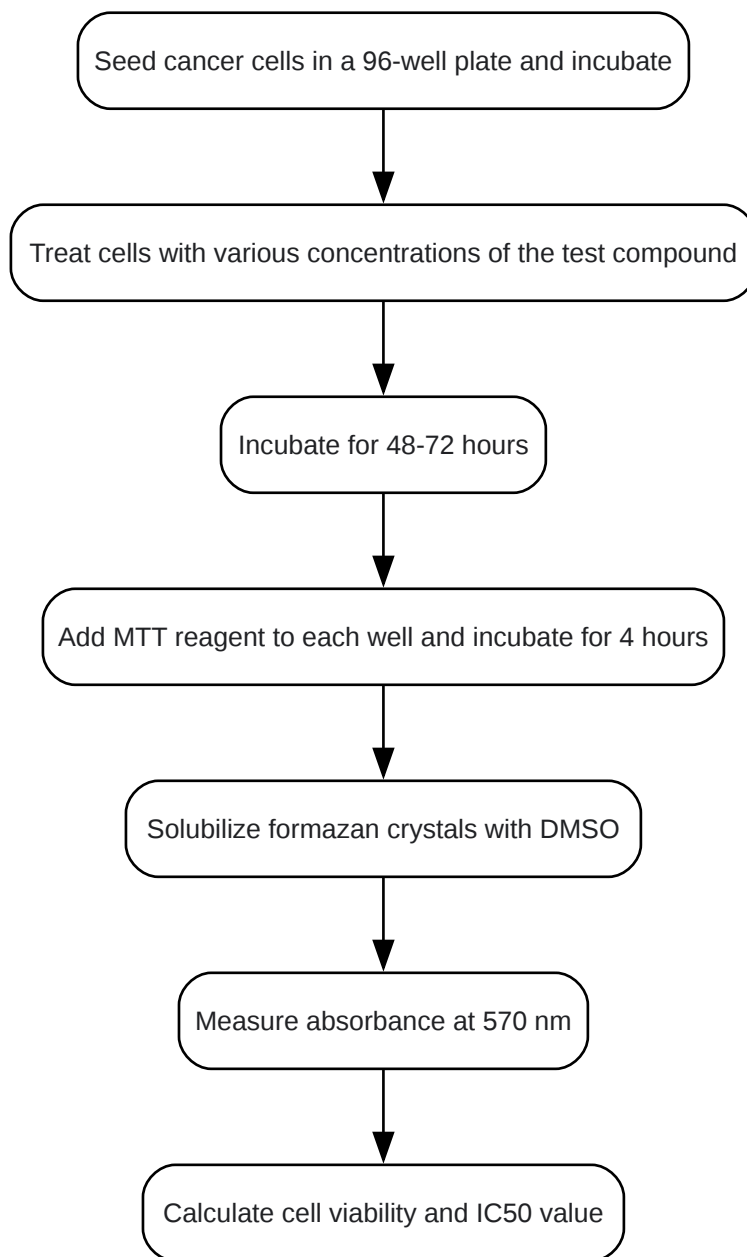 Seed cancer cells in a 96-well plate and incubate
Treat cells with various concentrations of the test compound
Incubate for 48-72 hours
Add MTT reagent to each well and incubate for 4 hours
Solubilize formazan crystals with DMSO
Measure absorbance at 570 nm
Calculate cell viability and IC50 value